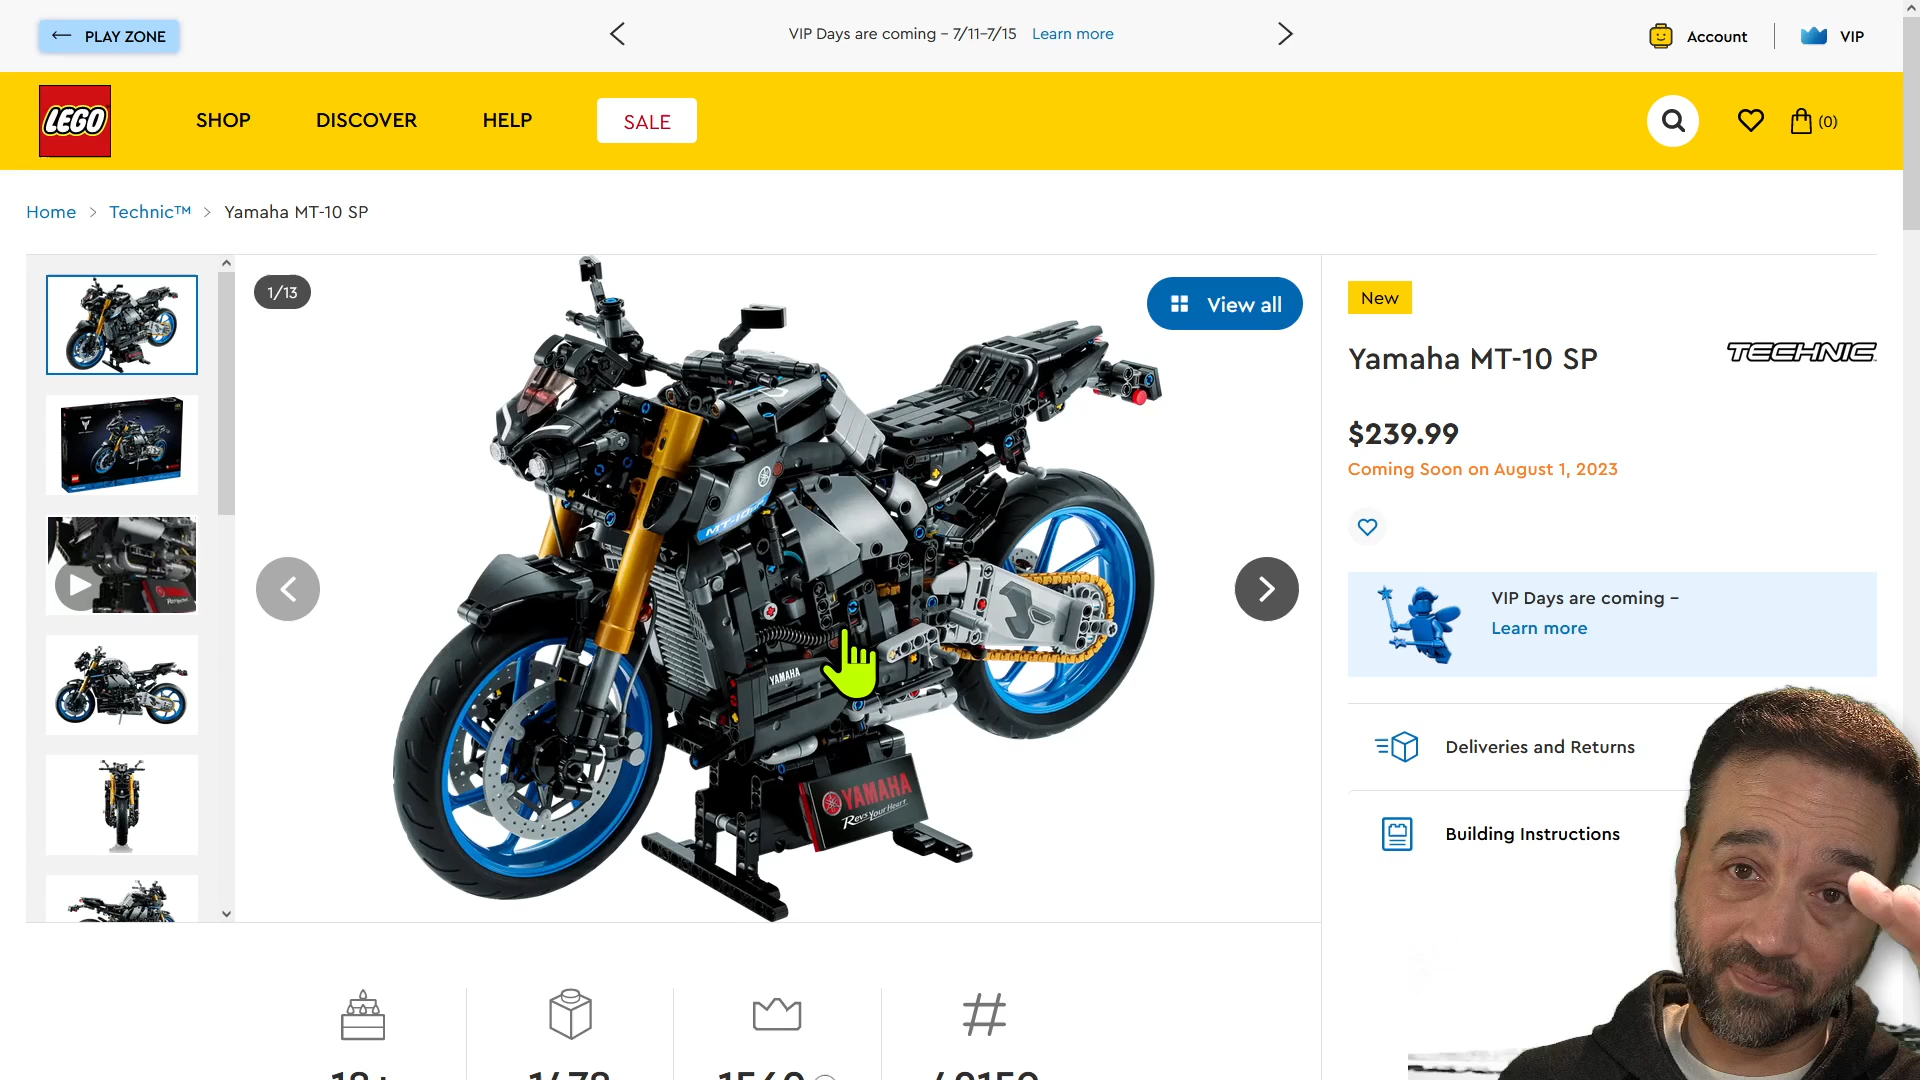 PLAY ZONE
VIP Days are coming – 7/11–7/15 Learn more
Account
VIP
LEGO
SHOP
DISCOVER
HELP
SALE
(0)
Home > Technic™ > Yamaha MT-10 SP
1/13
View all
New
Yamaha MT-10 SP
TECHNIC
$239.99
Coming Soon on August 1, 2023
VIP Days are coming –
Learn more
Deliveries and Returns
Building Instructions
MT-10 SP
YAMAHA
YAMAHA
Revs Your Heart